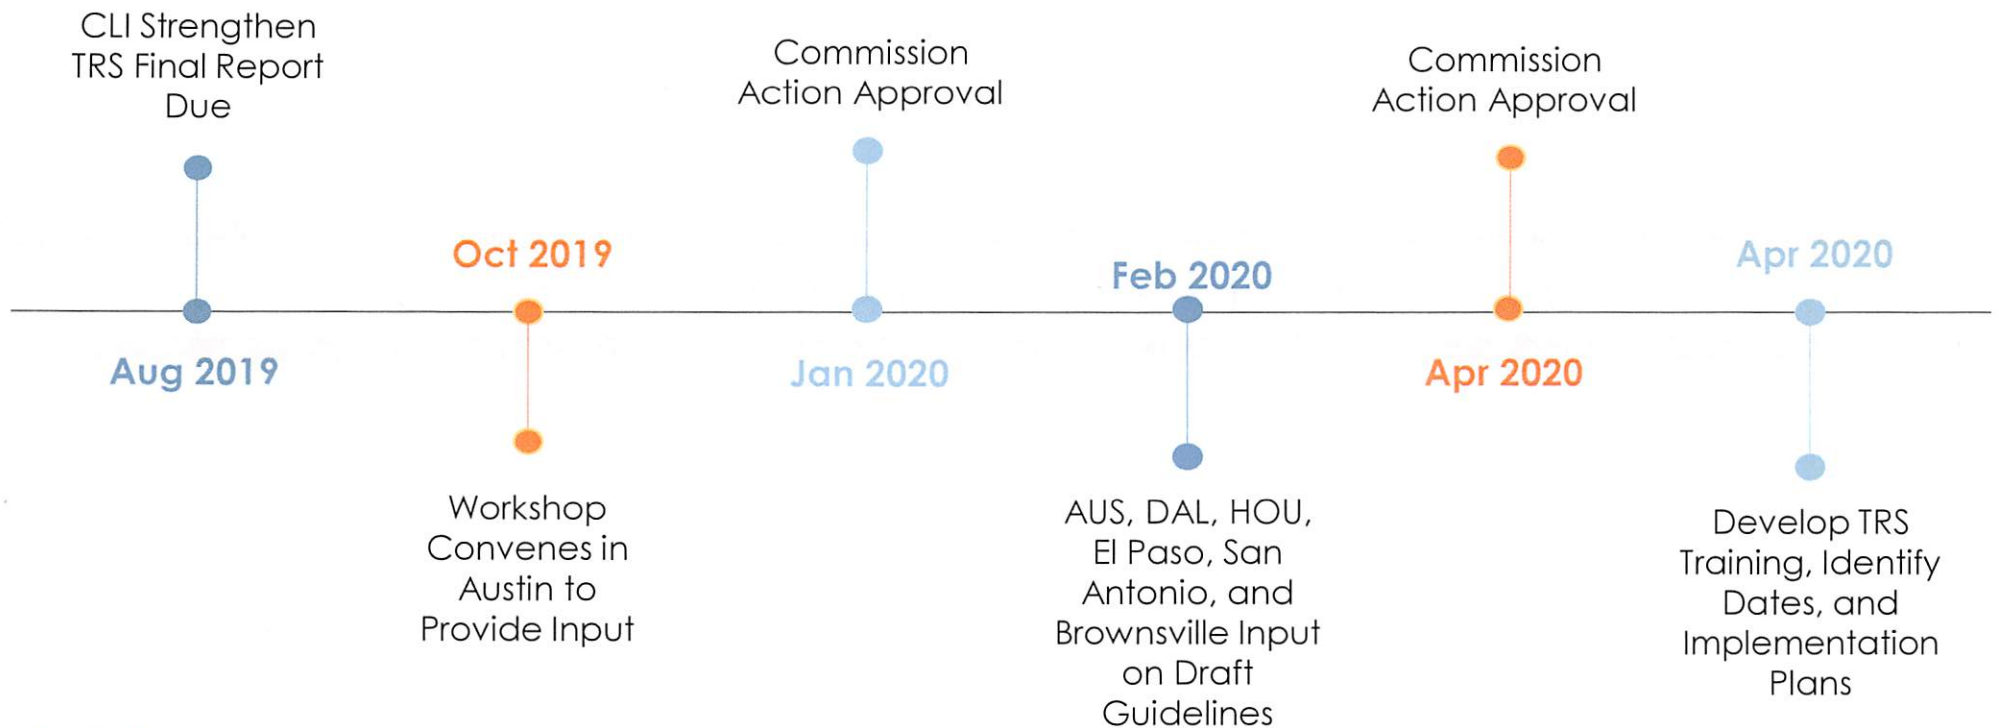 CLI Strengthen
TRS Final Report
Due
Aug 2019
Oct 2019
Workshop
Convenes in
Austin to
Provide Input
Commission
Action Approval
Jan 2020
Feb 2020
AUS, DAL, HOU,
El Paso, San
Antonio, and
Brownsville Input
on Draft
Guidelines
Commission
Action Approval
Apr 2020
Apr 2020
Develop TRS
Training, Identify
Dates, and
Implementation
Plans